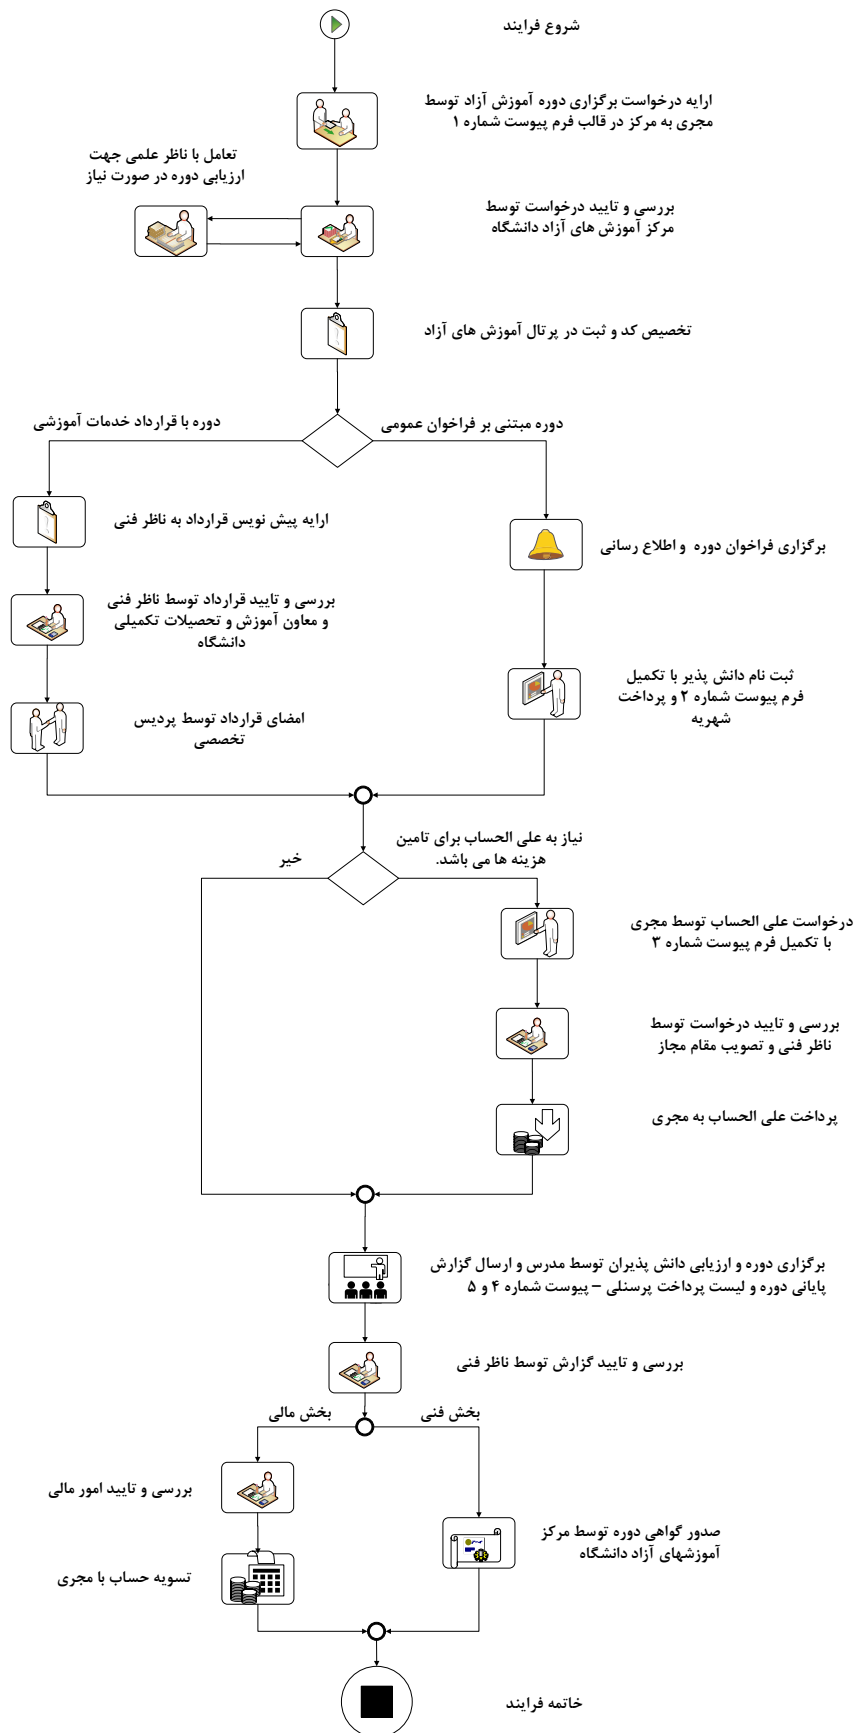 شروع فرایند
ارایه درخواست برگزاری دوره آموزش آزاد توسط
مجری به مرکز در قالب فرم پیوست شماره ۱
تعامل با ناظر علمی جهت
ارزیابی دوره در صورت نیاز
بررسی و تایید درخواست توسط
مرکز آموزش های آزاد دانشگاه
تخصیص کد و ثبت در پرتال آموزش های آزاد
دوره مبتنی بر فراخوان عمومی
دوره با قرارداد خدمات آموزشی
برگزاری فراخوان دوره و اطلاع رسانی
ثبت نام دانش پذیر با تکمیل
فرم پیوست شماره ۲ و پرداخت
شهریه
ارایه پیش نویس قرارداد به ناظر فنی
بررسی و تایید قرارداد توسط ناظر فنی
و معاون آموزش و تحصیلات تکمیلی
دانشگاه
امضای قرارداد توسط پردیس
تخصصی
نیاز به علی الحساب برای تامین
هزینه ها می باشد.
خیر
درخواست علی الحساب توسط مجری
با تکمیل فرم پیوست شماره ۳
بررسی و تایید درخواست توسط
ناظر فنی و تصویب مقام مجاز
پرداخت علی الحساب به مجری
برگزاری دوره و ارزیابی دانش پذیران توسط مدرس و ارسال گزارش
پایانی دوره و لیست پرداخت پرسنلی – پیوست شماره ۴ و ۵
بررسی و تایید گزارش توسط ناظر فنی
بخش فنی
بخش مالی
صدور گواهی دوره توسط مرکز
آموزشهای آزاد دانشگاه
بررسی و تایید امور مالی
تسویه حساب با مجری
خاتمه فرایند